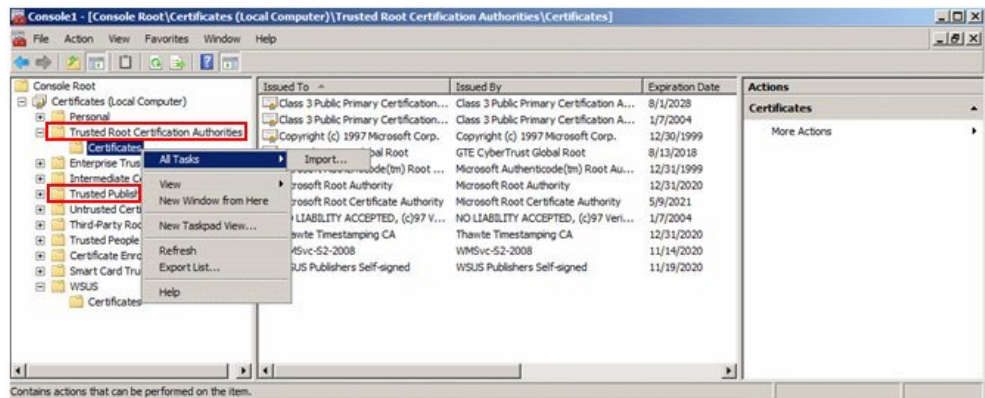 Console1 - [Console Root\Certificates (Local Computer)\Trusted Root Certification Authorities\Certificates]
File Action View Favorites Window Help
Console Root
Certificates (Local Computer)
Personal
Trusted Root Certification Authorities
Certificates
Enterprise Trus
Intermediate C
Trusted Publish
Untrusted Certi
Third-Party Roo
Trusted People
Certificate Enro
Smart Card Tru
WSUS
Certificates
All Tasks
View
New Window from Here
New Taskpad View...
Refresh
Export List...
Help
Import...
Issued To Issued By Expiration Date
Class 3 Public Primary Certification... Class 3 Public Primary Certification A... 8/1/2028
Class 3 Public Primary Certification... Class 3 Public Primary Certification A... 1/7/2004
Copyright (c) 1997 Microsoft Corp. Copyright (c) 1997 Microsoft Corp. 12/30/1999
bal Root GTE CyberTrust Global Root 8/13/2018
code(tm) Root ... Microsoft Authenticode(tm) Root Au... 12/31/1999
rosoft Root Authority Microsoft Root Authority 12/31/2020
rosoft Root Certificate Authority Microsoft Root Certificate Authority 5/9/2021
LIABILITY ACCEPTED, (c)97 V... NO LIABILITY ACCEPTED, (c)97 Veri... 1/7/2004
wte Timestamping CA Thawte Timestamping CA 12/31/2020
MSvc-S2-2008 WMSvc-S2-2008 11/14/2020
SUS Publishers Self-signed WSUS Publishers Self-signed 11/19/2020
Actions
Certificates
More Actions
Contains actions that can be performed on the item.